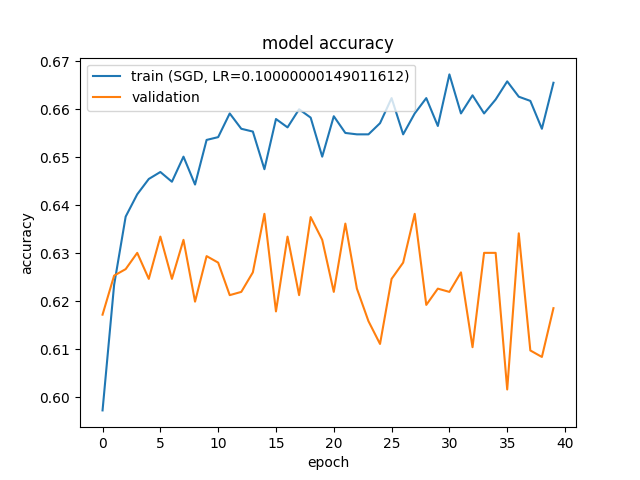 model accuracy
0.67
0.66
0.65
0.64
0.63
0.62
0.61
0.60
accuracy
train (SGD, LR=0.10000000149011612)
validation
0 5 10 15 20 25 30 35 40
epoch